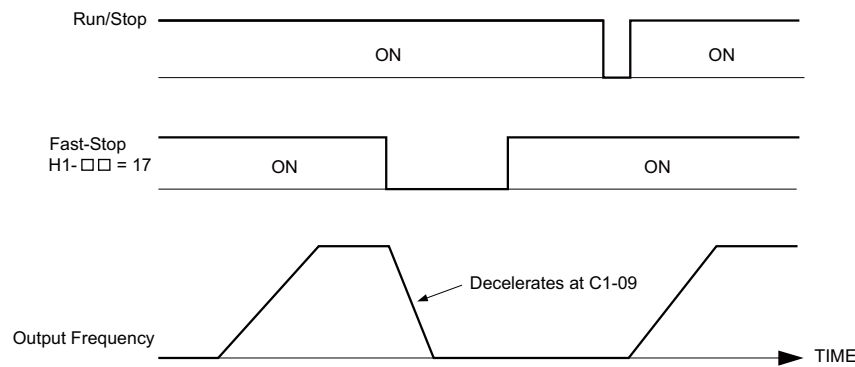 Run/Stop
ON
ON
Fast-Stop
H1- □□ = 17
ON
ON
Decelerates at C1-09
Output Frequency
TIME